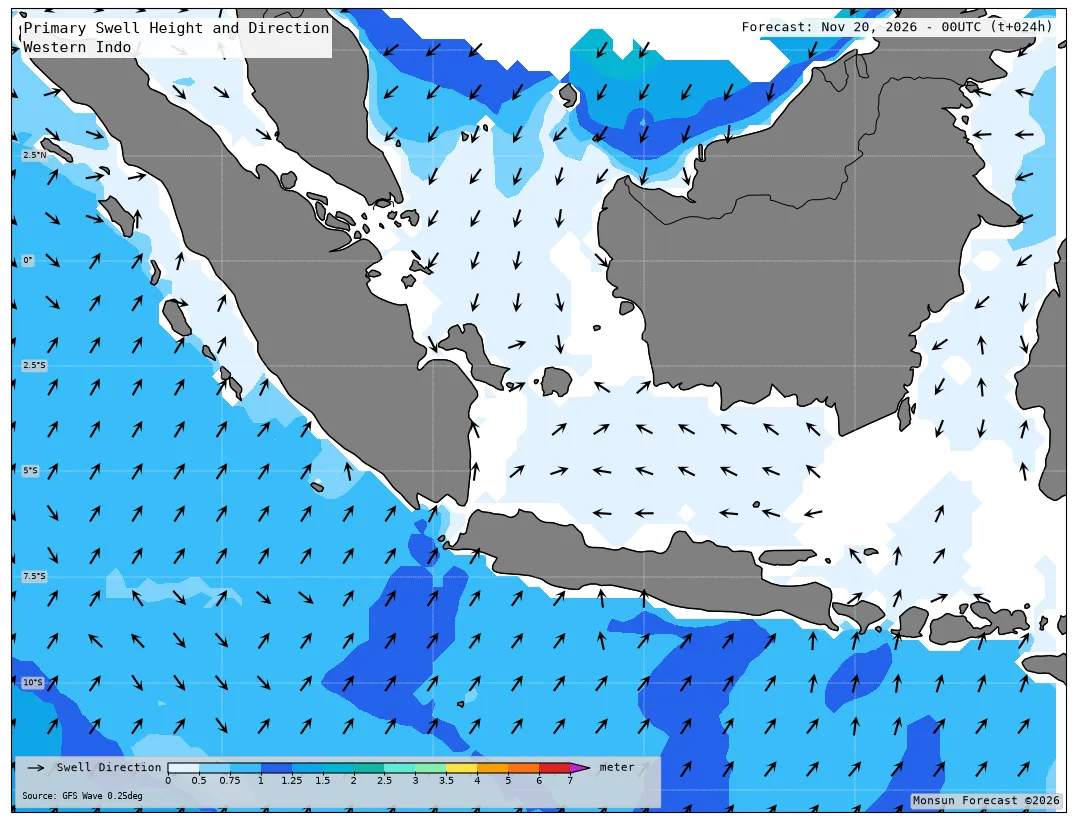 Primary Swell Height and Direction
Western Indo
Forecast: Nov 20, 2026 - 00UTC (t+024h)
2.5°N
0°
2.5°S
5°S
7.5°S
10°S
Swell Direction
0 0.5 0.75 1 1.25 1.5 2 2.5 3 3.5 4 5 6 7
meter
Source: GFS Wave 0.25deg
Monsun Forecast ©2026